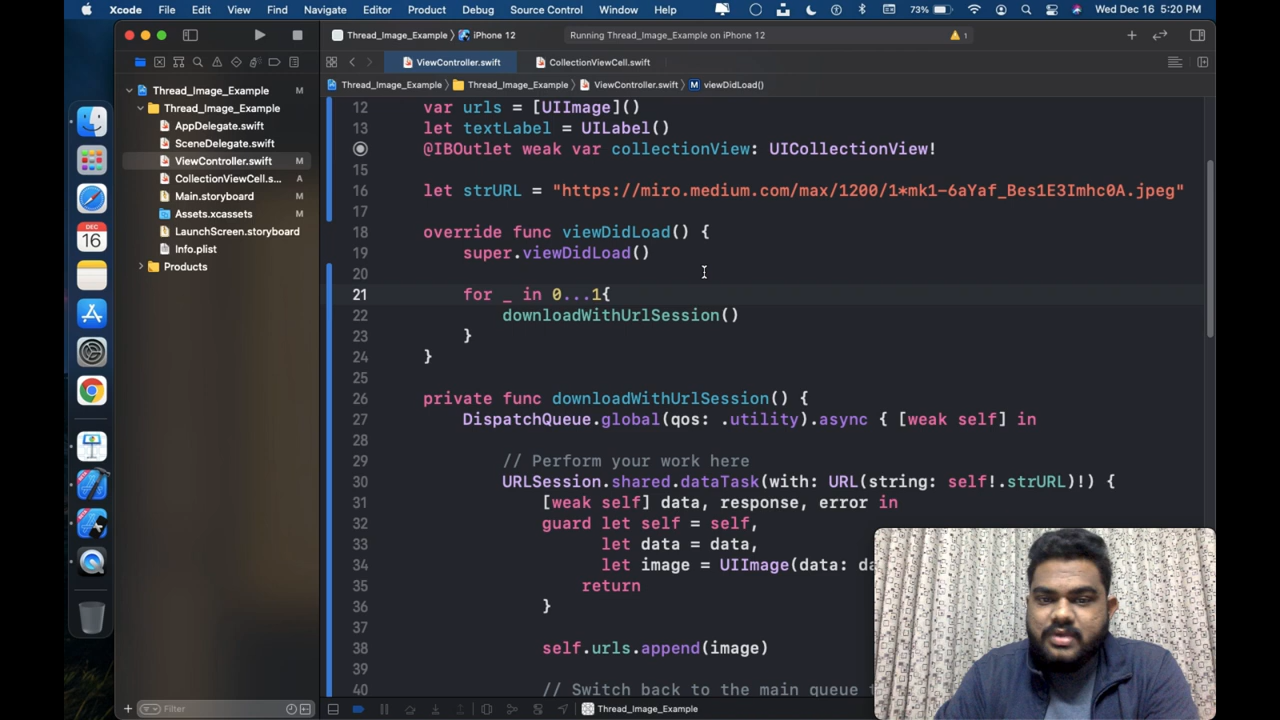 Xcode File Edit View Find Navigate Editor Product Debug Source Control Window Help 73% Wed Dec 16 5:20 PM
Thread_Image_Example iPhone 12 Running Thread_Image_Example on iPhone 12 1
ViewController.swift CollectionViewCell.swift
Thread_Image_Example Thread_Image_Example ViewController.swift M viewDidLoad()
Thread_Image_Example M
Thread_Image_Example
AppDelegate.swift
SceneDelegate.swift
ViewController.swift M
CollectionViewCell.s... A
Main.storyboard M
Assets.xcassets M
LaunchScreen.storyboard
Info.plist
Products
DEC
16
12 var urls = [UIImage]()
13 let textLabel = UILabel()
@IBOutlet weak var collectionView: UICollectionView!
15
16 let strURL = "https://miro.medium.com/max/1200/1*mk1-6aYaf_Bes1E3Imhc0A.jpeg"
17
18 override func viewDidLoad() {
19 super.viewDidLoad()
20
21 for _ in 0...1{
22 downloadWithUrlSession()
23 }
24 }
25
26 private func downloadWithUrlSession() {
27 DispatchQueue.global(qos: .utility).async { [weak self] in
28
29 // Perform your work here
30 URLSession.shared.dataTask(with: URL(string: self!.strURL)!) {
31 [weak self] data, response, error in
32 guard let self = self,
33 let data = data,
34 let image = UIImage(data:
35 return
36 }
37
38 self.urls.append(image)
39
40 // Switch back to the main queue
Filter
Thread_Image_Example